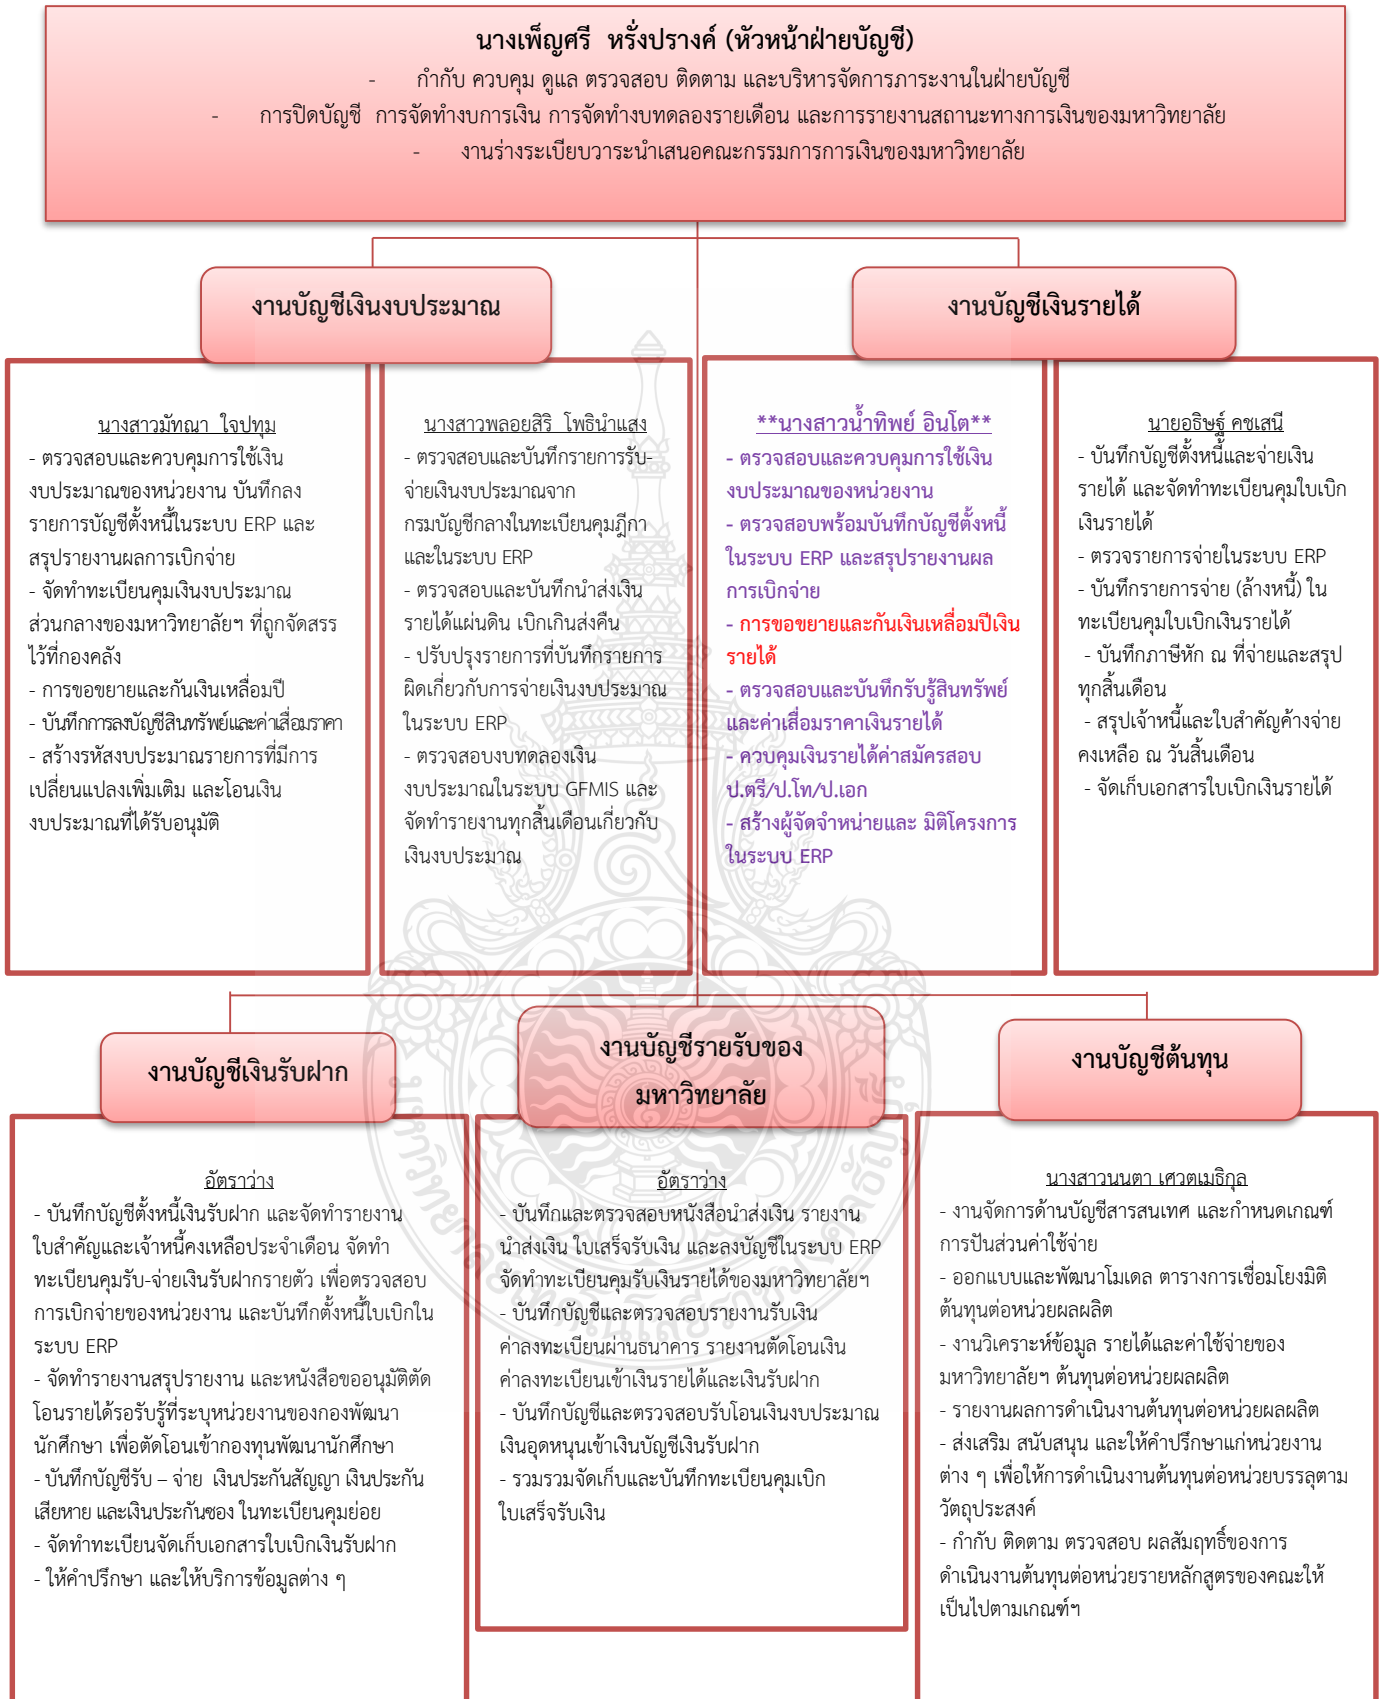 นางเพ็ญศรี หรั่งปรางค์ (หัวหน้าฝ่ายบัญชี)
- กำกับ ควบคุม ดูแล ตรวจสอบ ติดตาม และบริหารจัดการภาระงานในฝ่ายบัญชี
- การปิดบัญชี การจัดทำงบการเงิน การจัดทำงบทดลองรายเดือน และการรายงานสถานะทางการเงินของมหาวิทยาลัย
- งานร่างระเบียบวาระนำเสนอคณะกรรมการการเงินของมหาวิทยาลัย
งานบัญชีเงินงบประมาณ
นางสาวมัทณา ใจปทุม
- ตรวจสอบและควบคุมการใช้เงิน
งบประมาณของหน่วยงาน บันทึกลง
รายการบัญชีตั้งหนี้ในระบบ ERP และ
สรุปรายงานผลการเบิกจ่าย
- จัดทำทะเบียนคุมเงินงบประมาณ
ส่วนกลางของมหาวิทยาลัยฯ ที่ถูกจัดสรร
ไว้ที่กองคลัง
- การขอขยายและกันเงินเหลื่อมปี
- บันทึกการลงบัญชีสินทรัพย์และค่าเสื่อมราคา
- สร้างรหัสงบประมาณรายการที่มีการ
เปลี่ยนแปลงเพิ่มเติม และโอนเงิน
งบประมาณที่ได้รับอนุมัติ
นางสาวพลอยสิริ โพธินำแสง
- ตรวจสอบและบันทึกรายการรับ-
จ่ายเงินงบประมาณจาก
กรมบัญชีกลางในทะเบียนคุมฎีกา
และในระบบ ERP
- ตรวจสอบและบันทึกนำส่งเงิน
รายได้แผ่นดิน เบิกเกินส่งคืน
- ปรับปรุงรายการที่บันทึกรายการ
ผิดเกี่ยวกับการจ่ายเงินงบประมาณ
ในระบบ ERP
- ตรวจสอบงบทดลองเงิน
งบประมาณในระบบ GFMIS และ
จัดทำรายงานทุกสิ้นเดือนเกี่ยวกับ
เงินงบประมาณ
งานบัญชีเงินรายได้
**นางสาวน้ำทิพย์ อินโต**
- ตรวจสอบและควบคุมการใช้เงิน
งบประมาณของหน่วยงาน
- ตรวจสอบพร้อมบันทึกบัญชีตั้งหนี้
ในระบบ ERP และสรุปรายงานผล
การเบิกจ่าย
- การขอขยายและกันเงินเหลื่อมปีเงิน
รายได้
- ตรวจสอบและบันทึกรับรู้สินทรัพย์
และค่าเสื่อมราคาเงินรายได้
- ควบคุมเงินรายได้ค่าสมัครสอบ
ป.ตรี/ป.โท/ป.เอก
- สร้างผู้จัดจำหน่ายและ มิติโครงการ
ในระบบ ERP
นายอธิษฐ์ คชเสนี
- บันทึกบัญชีตั้งหนี้และจ่ายเงิน
รายได้ และจัดทำทะเบียนคุมใบเบิก
เงินรายได้
- ตรวจรายการจ่ายในระบบ ERP
- บันทึกรายการจ่าย (ล้างหนี้) ใน
ทะเบียนคุมใบเบิกเงินรายได้
- บันทึกภาษีหัก ณ ที่จ่ายและสรุป
ทุกสิ้นเดือน
- สรุปเจ้าหนี้และใบสำคัญค้างจ่าย
คงเหลือ ณ วันสิ้นเดือน
- จัดเก็บเอกสารใบเบิกเงินรายได้
งานบัญชีเงินรับฝาก
อัตราว่าง
- บันทึกบัญชีตั้งหนี้เงินรับฝาก และจัดทำรายงาน
ใบสำคัญและเจ้าหนี้คงเหลือประจำเดือน จัดทำ
ทะเบียนคุมรับ-จ่ายเงินรับฝากรายตัว เพื่อตรวจสอบ
การเบิกจ่ายของหน่วยงาน และบันทึกตั้งหนี้ใบเบิกใน
ระบบ ERP
- จัดทำรายงานสรุปรายงาน และหนังสือขออนุมัติตัด
โอนรายได้รอรับรู้ที่ระบุหน่วยงานของกองพัฒนา
นักศึกษา เพื่อตัดโอนเข้ากองทุนพัฒนานักศึกษา
- บันทึกบัญชีรับ – จ่าย เงินประกันสัญญา เงินประกัน
เสียหาย และเงินประกันซอง ในทะเบียนคุมย่อย
- จัดทำทะเบียนจัดเก็บเอกสารใบเบิกเงินรับฝาก
- ให้คำปรึกษา และให้บริการข้อมูลต่าง ๆ
งานบัญชีรายรับของ
มหาวิทยาลัย
อัตราว่าง
- บันทึกและตรวจสอบหนังสือนำส่งเงิน รายงาน
นำส่งเงิน ใบเสร็จรับเงิน และลงบัญชีในระบบ ERP
จัดทำทะเบียนคุมรับเงินรายได้ของมหาวิทยาลัยฯ
- บันทึกบัญชีและตรวจสอบรายงานรับเงิน
ค่าลงทะเบียนผ่านธนาคาร รายงานตัดโอนเงิน
ค่าลงทะเบียนเข้าเงินรายได้และเงินรับฝาก
- บันทึกบัญชีและตรวจสอบรับโอนเงินงบประมาณ
เงินอุดหนุนเข้าเงินบัญชีเงินรับฝาก
- รวมรวมจัดเก็บและบันทึกทะเบียนคุมเบิก
ใบเสร็จรับเงิน
งานบัญชีต้นทุน
นางสาวนนตา เศวตเมธิกุล
- งานจัดการด้านบัญชีสารสนเทศ และกำหนดเกณฑ์
การปันส่วนค่าใช้จ่าย
- ออกแบบและพัฒนาโมเดล ตารางการเชื่อมโยงมิติ
ต้นทุนต่อหน่วยผลผลิต
- งานวิเคราะห์ข้อมูล รายได้และค่าใช้จ่ายของ
มหาวิทยาลัยฯ ต้นทุนต่อหน่วยผลผลิต
- รายงานผลการดำเนินงานต้นทุนต่อหน่วยผลผลิต
- ส่งเสริม สนับสนุน และให้คำปรึกษาแก่หน่วยงาน
ต่าง ๆ เพื่อให้การดำเนินงานต้นทุนต่อหน่วยบรรลุตาม
วัตถุประสงค์
- กำกับ ติดตาม ตรวจสอบ ผลสัมฤทธิ์ของการ
ดำเนินงานต้นทุนต่อหน่วยรายหลักสูตรของคณะให้
เป็นไปตามเกณฑ์ฯ
มหาวิทยาลัยเทคโนโลยีราชมงคลธัญบุรี